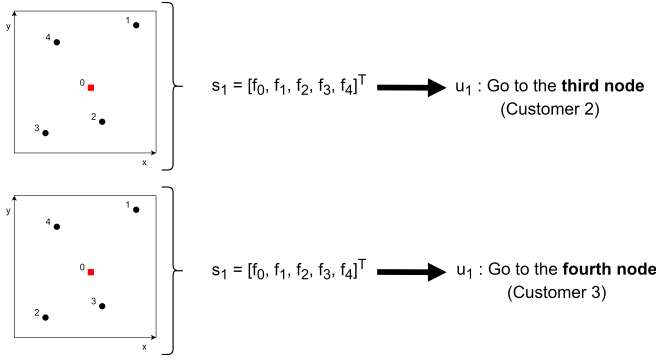 y
1
4
0
2
3
x
s₁ = [f₀, f₁, f₂, f₃, f₄]ᵀ
u₁ : Go to the third node
(Customer 2)
y
1
4
0
3
2
x
s₁ = [f₀, f₁, f₂, f₃, f₄]ᵀ
u₁ : Go to the fourth node
(Customer 3)